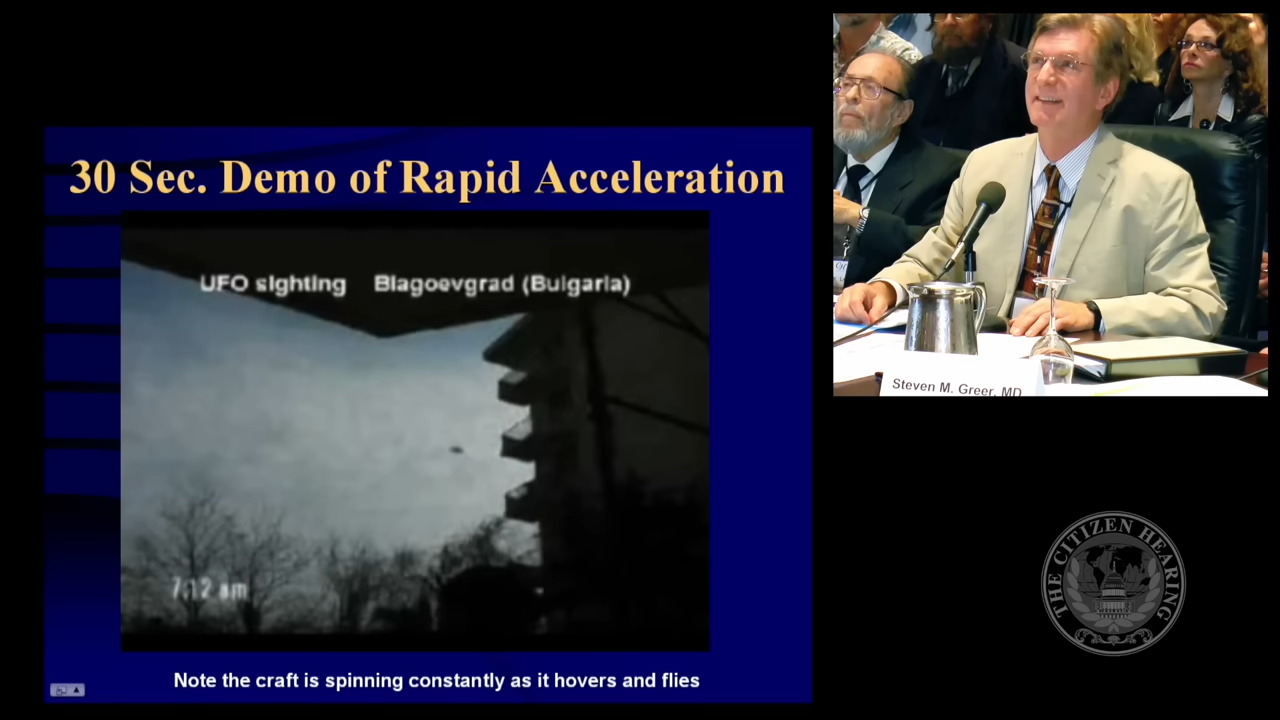 30 Sec. Demo of Rapid Acceleration
UFO sighting Blagoevgrad (Bulgaria)
7:12 am
Note the craft is spinning constantly as it hovers and flies
Steven M. Greer, MD
THE CITIZEN HEARING